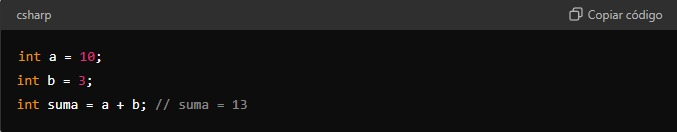 csharp
Copiar código
int a = 10;
int b = 3;
int suma = a + b; // suma = 13